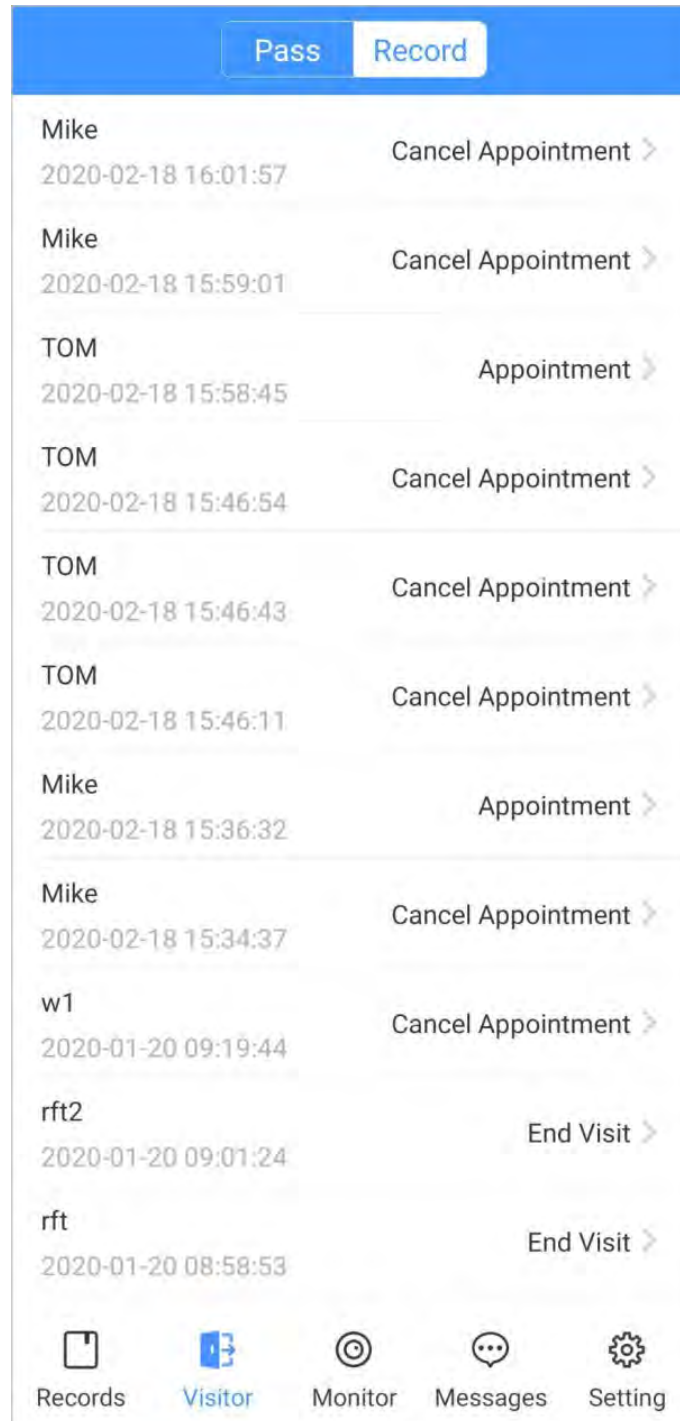 Pass Record
Mike
Cancel Appointment
2020-02-18 16:01:57
Mike
Cancel Appointment
2020-02-18 15:59:01
TOM
Appointment
2020-02-18 15:58:45
TOM
Cancel Appointment
2020-02-18 15:46:54
TOM
Cancel Appointment
2020-02-18 15:46:43
TOM
Cancel Appointment
2020-02-18 15:46:11
Mike
Appointment
2020-02-18 15:36:32
Mike
Cancel Appointment
2020-02-18 15:34:37
w1
Cancel Appointment
2020-01-20 09:19:44
rft2
End Visit
2020-01-20 09:01:24
rft
End Visit
2020-01-20 08:58:53
Records Visitor Monitor Messages Setting